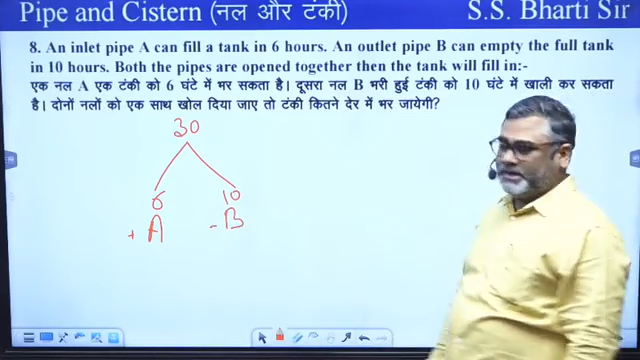 Pipe and Cistern (नल और टंकी) S.S. Bharti Sir
8. An inlet pipe A can fill a tank in 6 hours. An outlet pipe B can empty the full tank
in 10 hours. Both the pipes are opened together then the tank will fill in:-
एक नल A एक टंकी को 6 घंटे में भर सकता है। दूसरा नल B भरी हुई टंकी को 10 घंटे में खाली कर सकता
है। दोनों नलों को एक साथ खोल दिया जाए तो टंकी कितने देर में भर जायेगी?
30
6 10
+ A - B